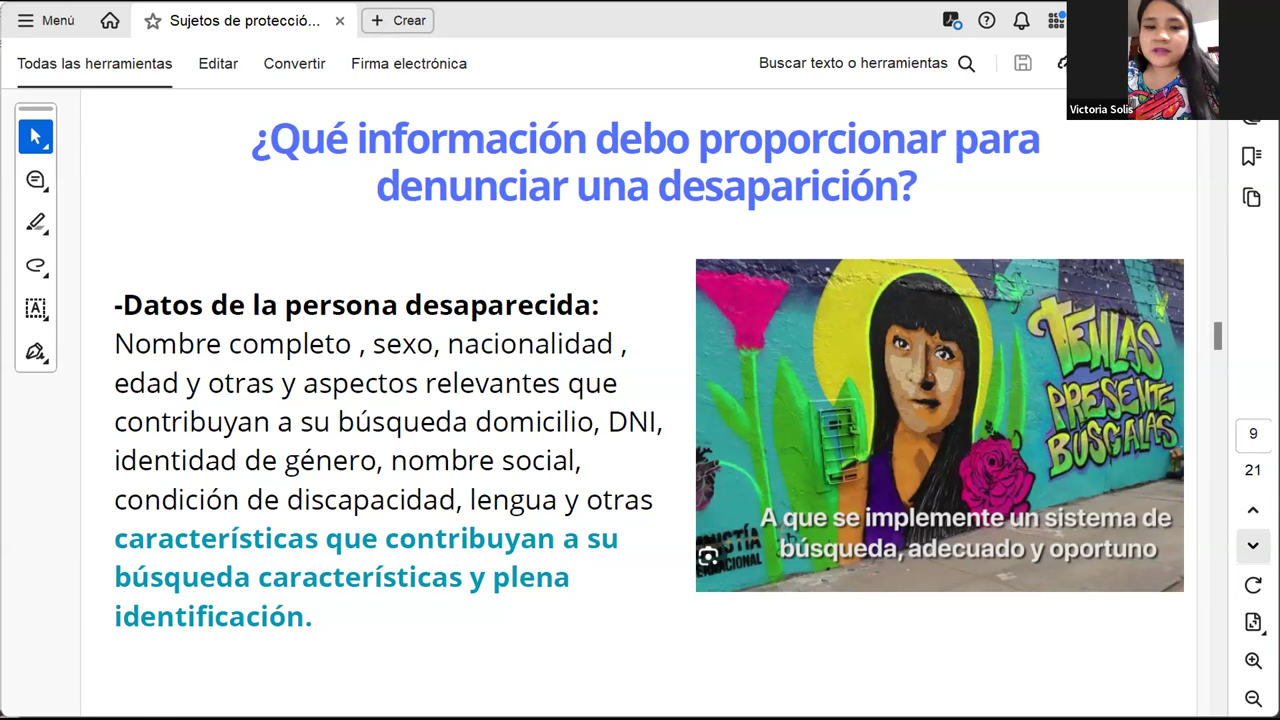 Menú
Sujetos de protecció...
Crear
Todas las herramientas
Editar
Convertir
Firma electrónica
Buscar texto o herramientas
Victoria Solis
¿Qué información debo proporcionar para
denunciar una desaparición?
-Datos de la persona desaparecida:
Nombre completo , sexo, nacionalidad ,
edad y otras y aspectos relevantes que
contribuyan a su búsqueda domicilio, DNI,
identidad de género, nombre social,
condición de discapacidad, lengua y otras
características que contribuyan a su
búsqueda características y plena
identificación.
TENLAS
PRESENTE
BUSCALAS
A que se implemente un sistema de
búsqueda, adecuado y oportuno
9
21